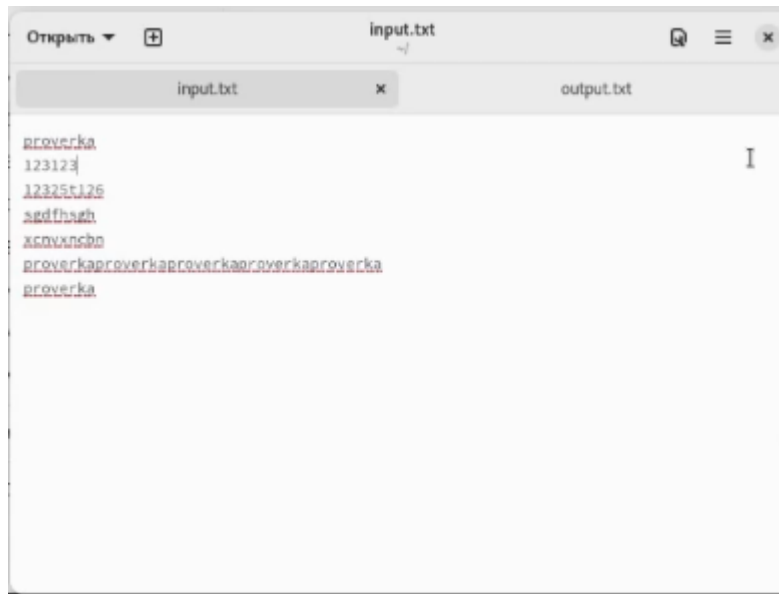 Открыть
input.txt
~/
input.txt
output.txt
proverka
123123
12325t126
sgdfhsgh
xcnvxncbn
proverkaproverkaproverkaproverkaproverka
proverka